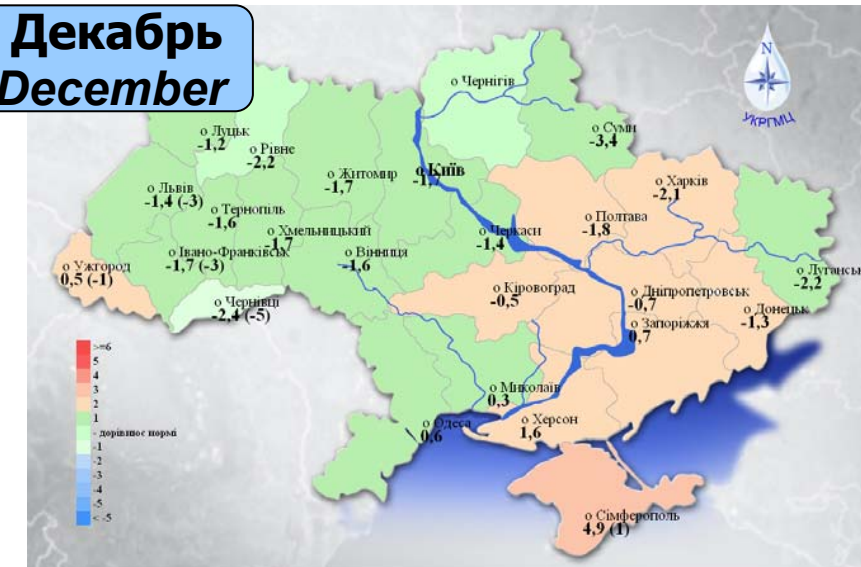 Декабрь
December
N
УКРГМЦ
о Чернігів
о Луцьк
-1,2
о Рівне
-2,2
о Суми
-3,4
о Житомир
-1,7
о Київ
-1,7
о Харків
-2,1
о Львів
-1,4 (-3)
о Тернопіль
-1,6
о Полтава
-1,8
о Хмельницький
-1,7
о Черкаси
-1,4
о Івано-Франківськ
-1,7 (-3)
о Вінниця
-1,6
о Ужгород
0,5 (-1)
о Луганськ
-2,2
о Чернівці
-2,4 (-5)
о Кіровоград
-0,5
о Дніпропетровськ
-0,7
о Донецьк
-1,3
о Запоріжжя
0,7
>=6
5
4
3
2
1
- дорівнює нормі
-1
-2
-3
-4
-5
< -5
о Миколаїв
0,3
о Одеса
0,6
о Херсон
1,6
о Сімферополь
4,9 (1)